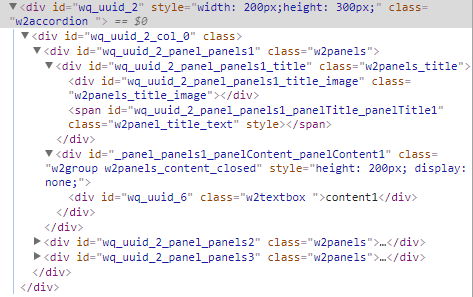 ▼<div id="wq_uuid_2" style="width: 200px;height: 300px;" class=
"w2accordion "> == $0
▼<div id="wq_uuid_2_col_0" class>
▼<div id="wq_uuid_2_panel_panels1" class="w2panels">
▼<div id="wq_uuid_2_panel_panels1_title" class="w2panels_title">
<div id="wq_uuid_2_panel_panels1_title_image" class=
"w2panels_title_image"></div>
<span id="wq_uuid_2_panel_panels1_panelTitle_panelTitle1"
class="w2panel_title_text" style></span>
</div>
▼<div id="_panel_panels1_panelContent_panelContent1" class=
"w2group w2panels_content_closed" style="height: 200px; display:
none;">
<div id="wq_uuid_6" class="w2textbox ">content1</div>
</div>
</div>
▶<div id="wq_uuid_2_panel_panels2" class="w2panels">…</div>
▶<div id="wq_uuid_2_panel_panels3" class="w2panels">…</div>
</div>
</div>